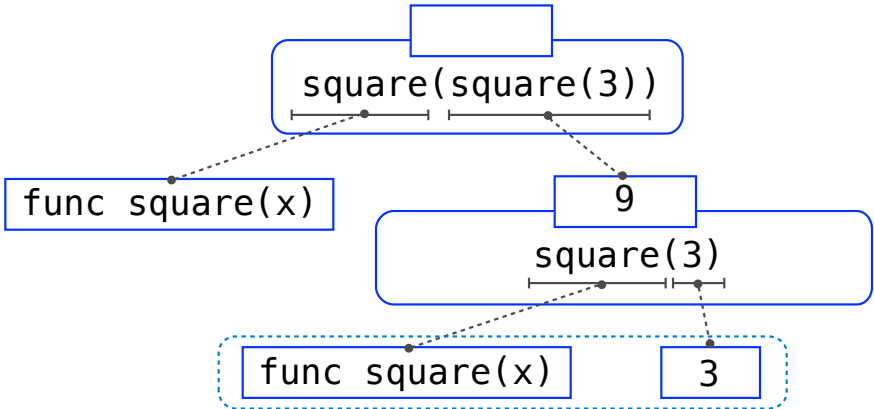 square(square(3))
func square(x)
9
square(3)
func square(x)
3